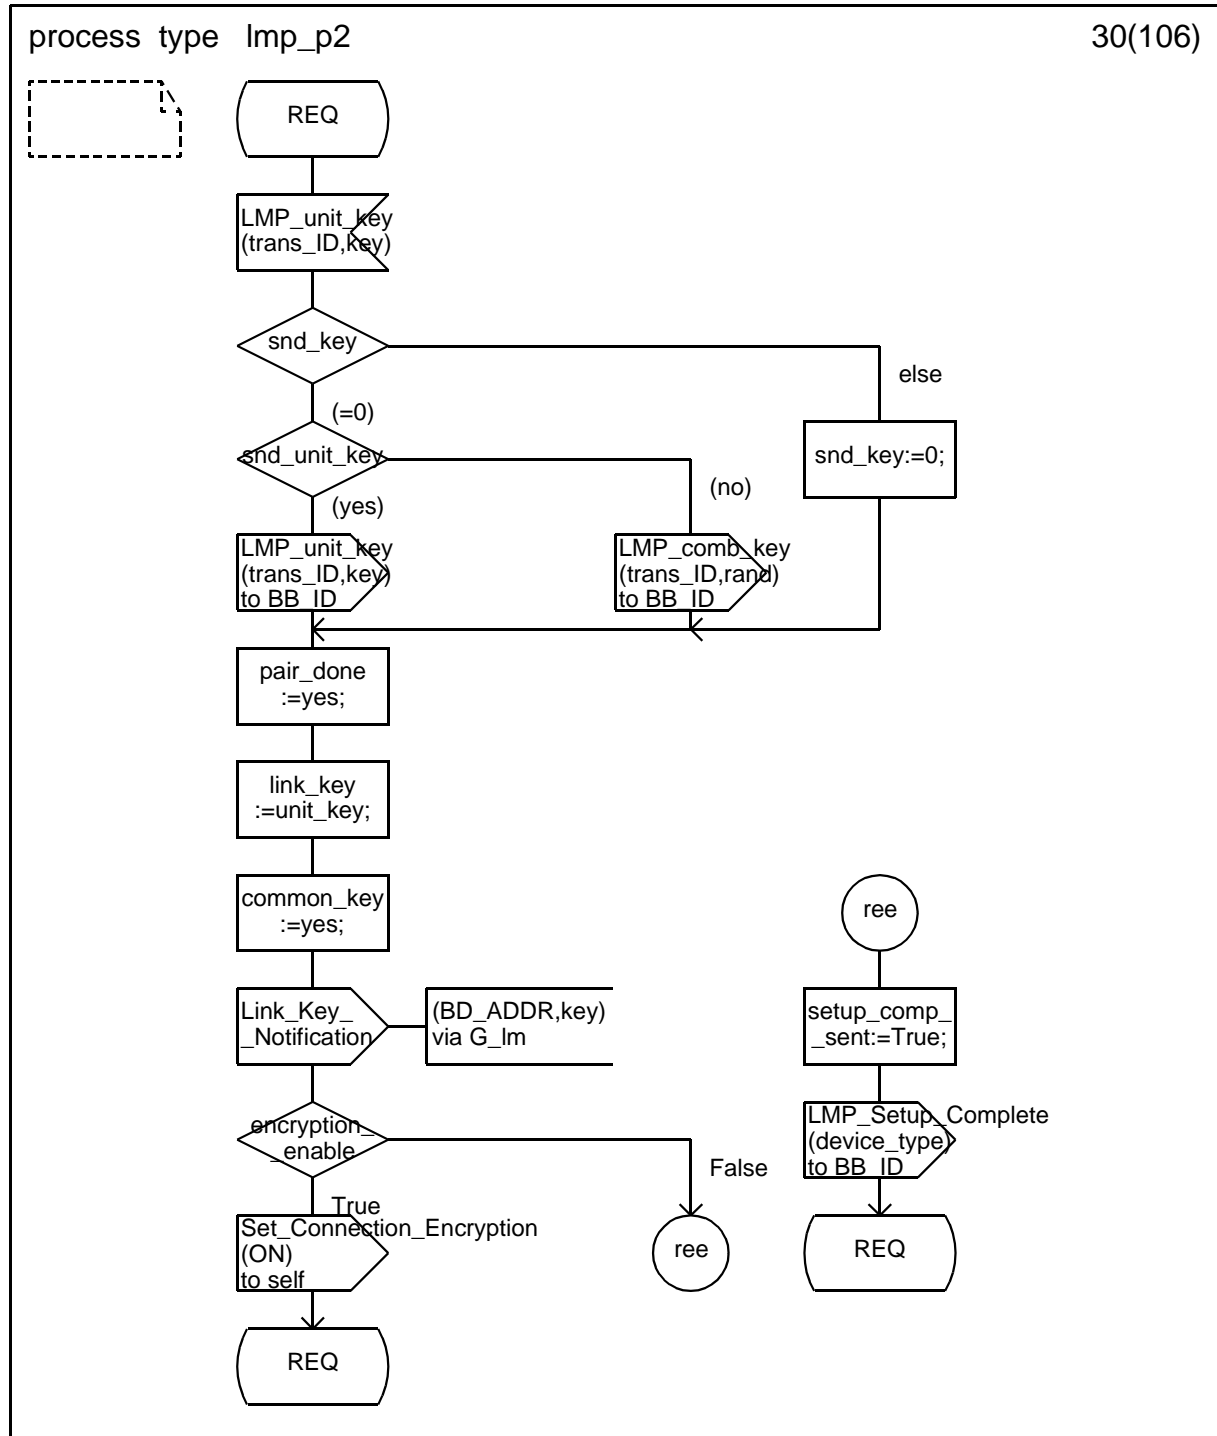 process type lmp_p2
30(106)
REQ
LMP_unit_key
(trans_ID,key)
snd_key
else
(=0)
snd_unit_key
snd_key:=0;
(no)
(yes)
LMP_unit_key
(trans_ID,key)
to BB_ID
LMP_comb_key
(trans_ID,rand)
to BB_ID
pair_done
:=yes;
link_key
:=unit_key;
common_key
:=yes;
ree
Link_Key_
_Notification
(BD_ADDR,key)
via G_lm
setup_comp_
_sent:=True;
encryption_
_enable
False
LMP_Setup_Complete
(device_type)
to BB_ID
True
Set_Connection_Encryption
(ON)
to self
ree
REQ
REQ